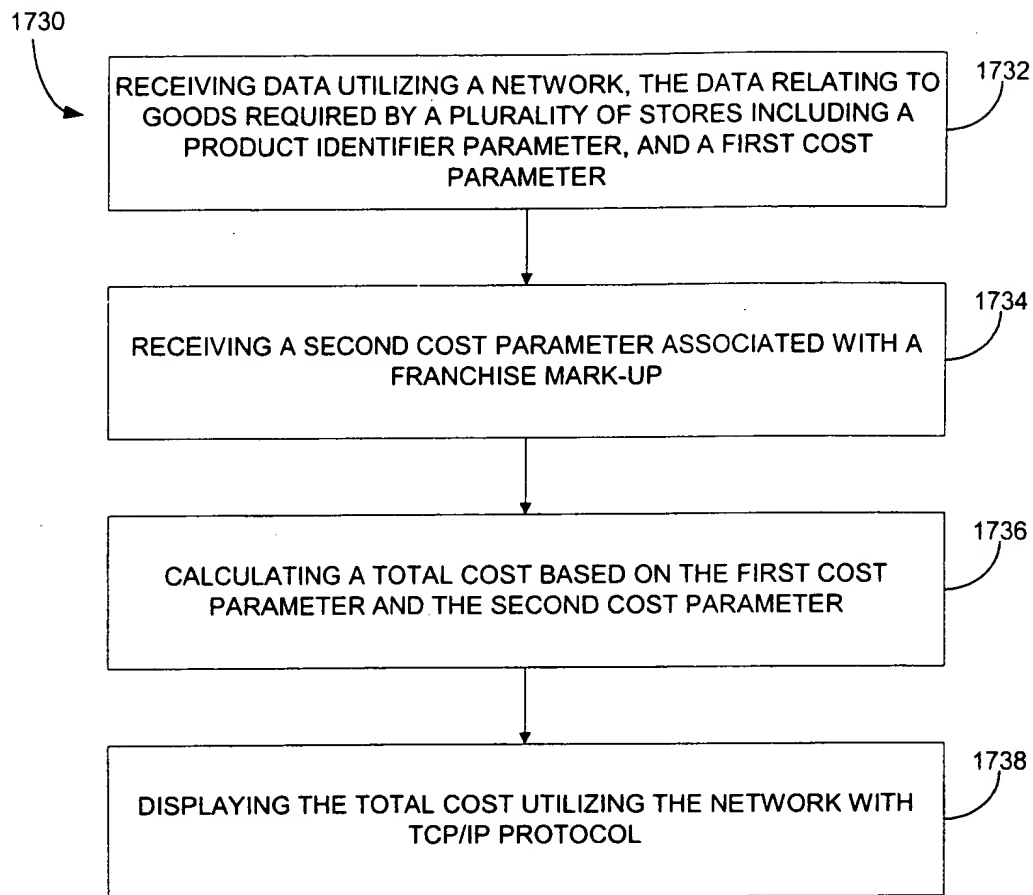 1730
1732
RECEIVING DATA UTILIZING A NETWORK, THE DATA RELATING TO
GOODS REQUIRED BY A PLURALITY OF STORES INCLUDING A
PRODUCT IDENTIFIER PARAMETER, AND A FIRST COST
PARAMETER
1734
RECEIVING A SECOND COST PARAMETER ASSOCIATED WITH A
FRANCHISE MARK-UP
1736
CALCULATING A TOTAL COST BASED ON THE FIRST COST
PARAMETER AND THE SECOND COST PARAMETER
1738
DISPLAYING THE TOTAL COST UTILIZING THE NETWORK WITH
TCP/IP PROTOCOL